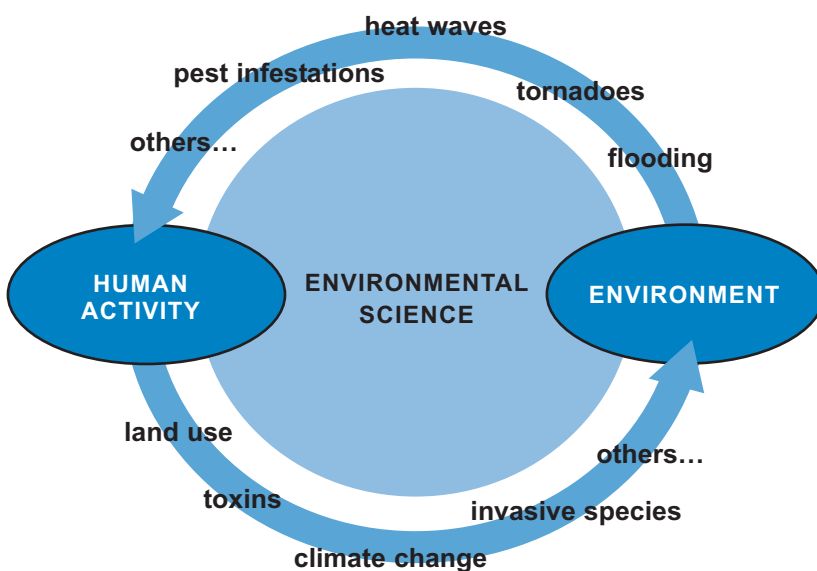 heat waves
pest infestations
tornadoes
others…
flooding
HUMAN
ACTIVITY
ENVIRONMENTAL
SCIENCE
ENVIRONMENT
land use
others…
toxins
invasive species
climate change